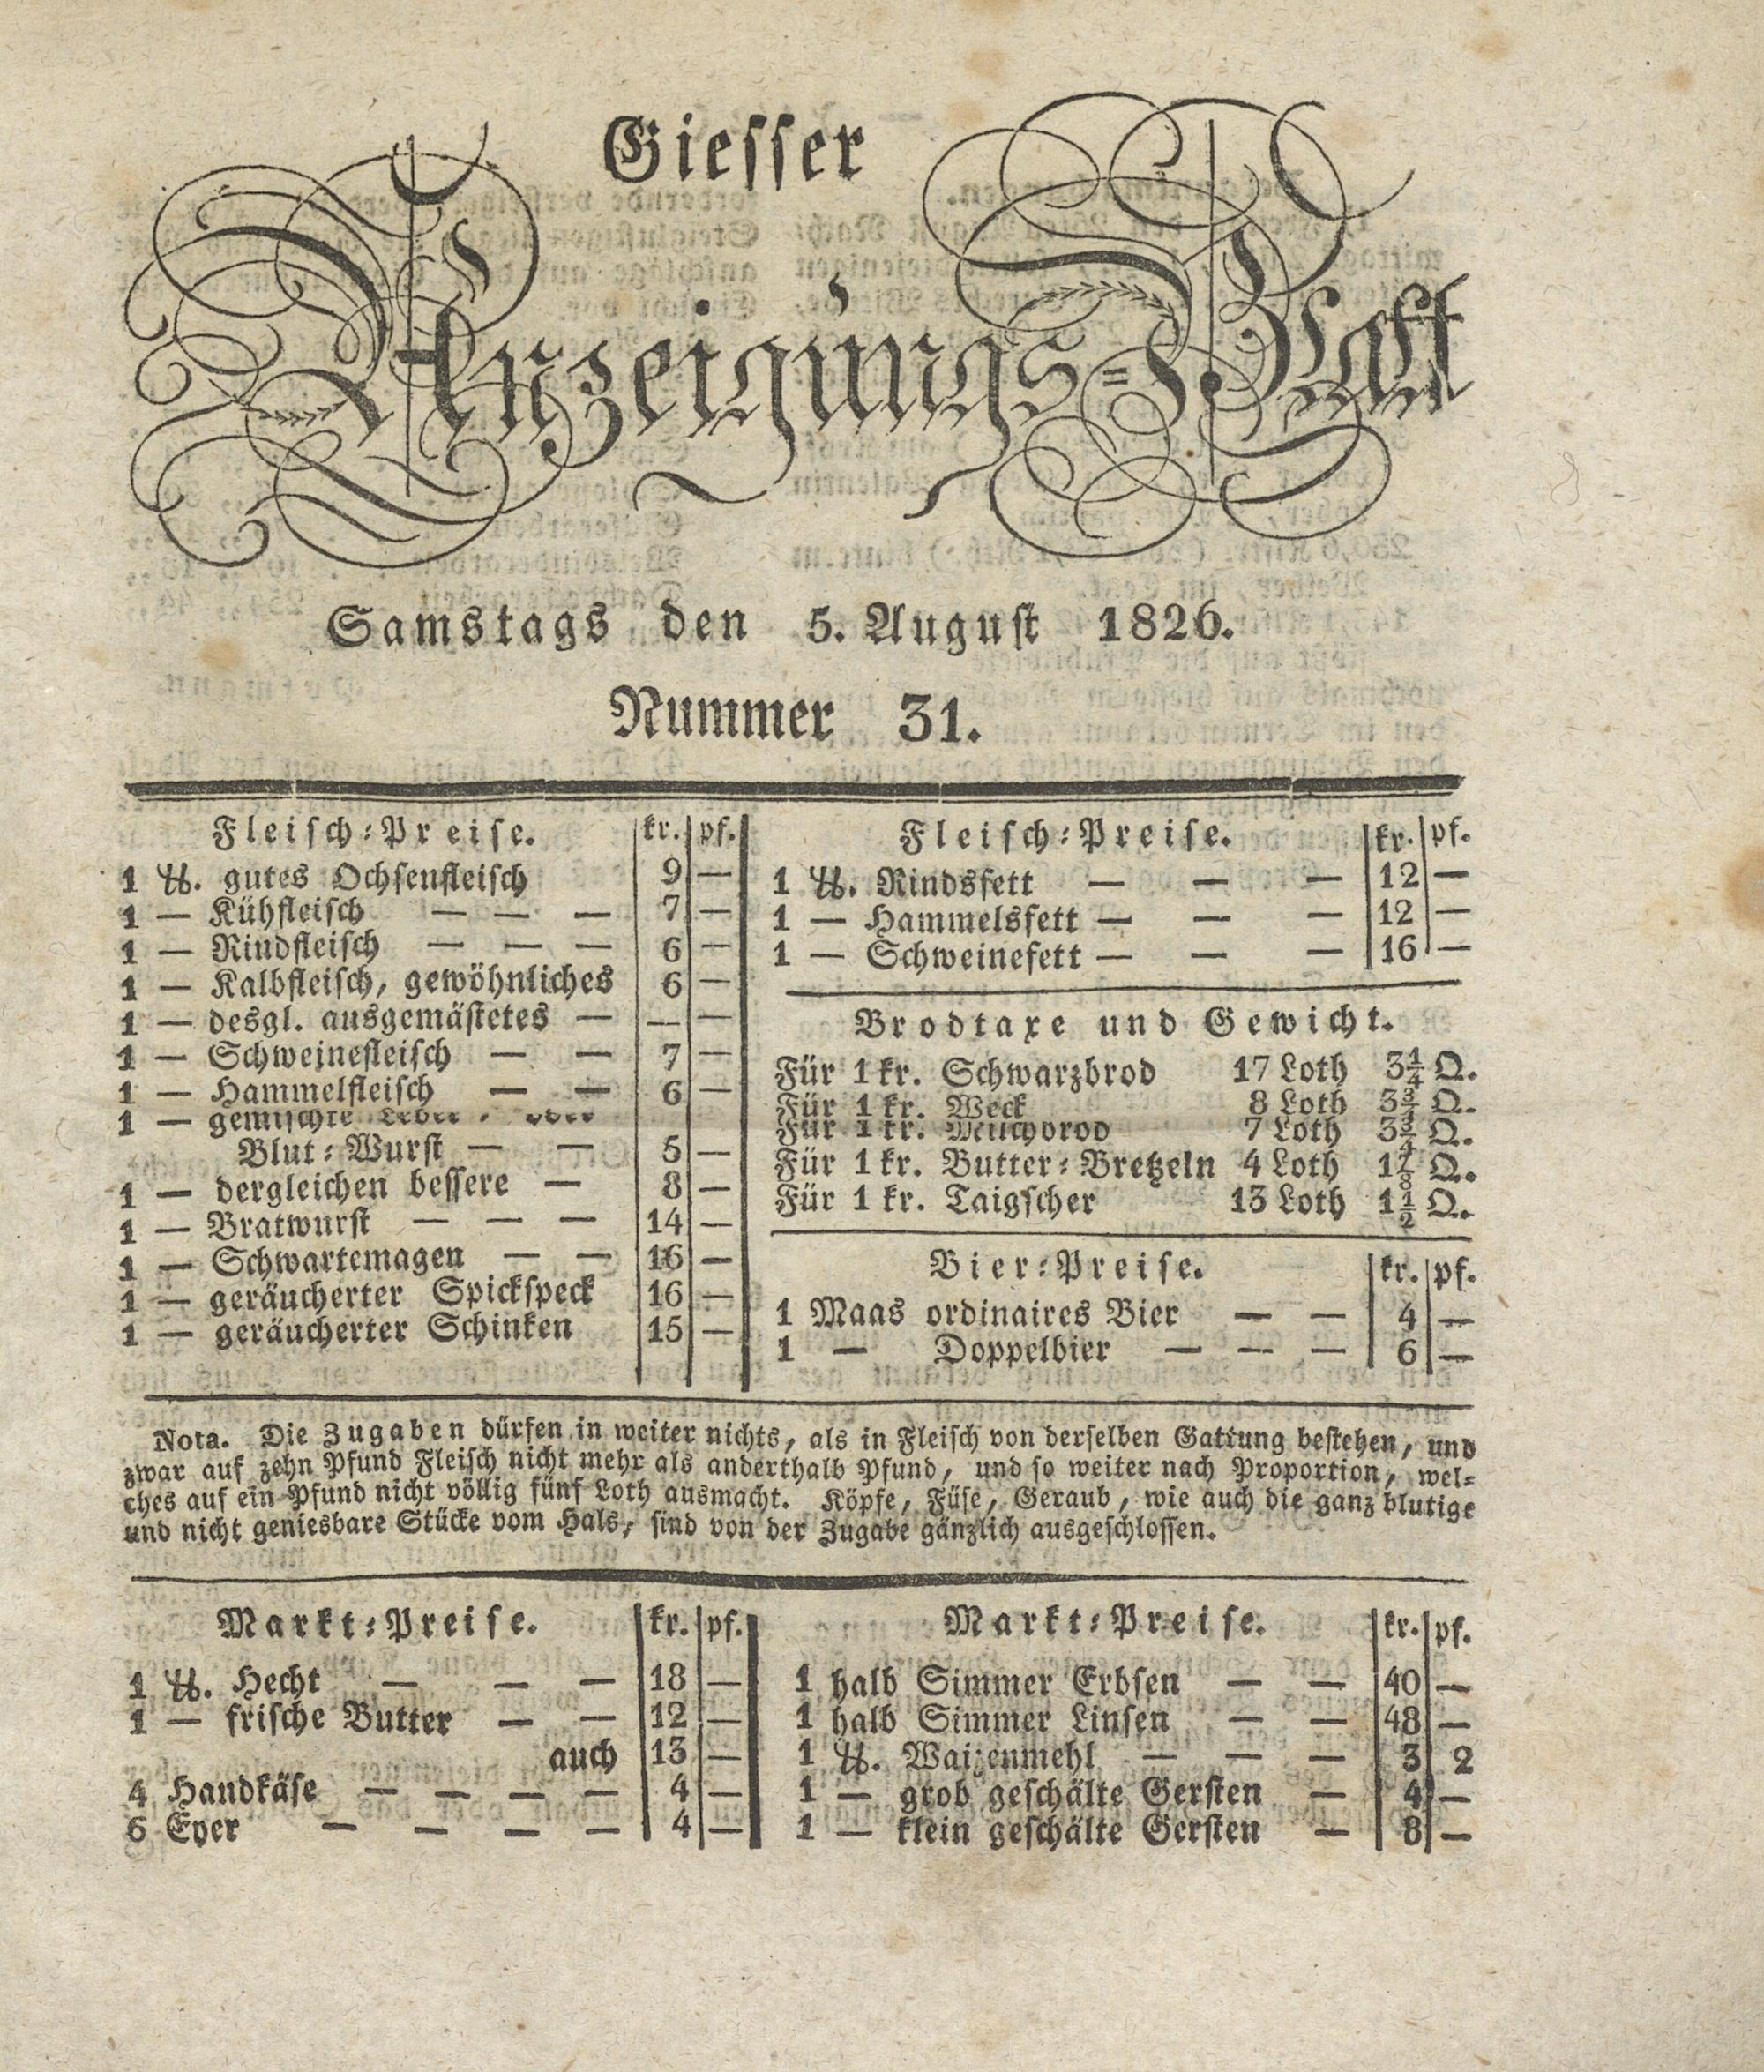 Giesser
Anzeigungs=Blatt
Samstags den 5. August 1826.
Nummer 31.
Fleisch=Preise. kr. pf.
1 ℔. gutes Ochsenfleisch 9 —
1 — Kühfleisch — — — 7 —
1 — Rindfleisch — — — 6 —
1 — Kalbfleisch, gewöhnliches 6 —
1 — desgl. ausgemästetes — — —
1 — Schweinefleisch — — 7 —
1 — Hammelfleisch — — 6 —
1 — gemischte Leber=
Blut=Wurst — — 5 —
1 — dergleichen bessere — 8 —
1 — Bratwurst — — — 14 —
1 — Schwartemagen — — 16 —
1 — geräucherter Spickspeck 16 —
1 — geräucherter Schinken 15 —
Fleisch=Preise. kr. pf.
1 ℔. Rindsfett — — — 12 —
1 — Hammelsfett — — — 12 —
1 — Schweinefett — — — 16 —
Brodtaxe und Gewicht.
Für 1 kr. Schwarzbrod 17 Loth 3¼ Q.
Für 1 kr. Weck 8 Loth 3¾ Q.
Für 1 kr. Milchbrod 7 Loth 3¾ Q.
Für 1 kr. Butter=Bretzeln 4 Loth Q.
Für 1 kr. Taigscher 13 Loth 1½ Q.
Bier=Preise. kr. pf.
1 Maas ordinaires Bier — — 4 —
1 — Doppelbier — — — 6 —
Nota. Die Zugaben dürfen in weiter nichts, als in Fleisch von derselben Gattung bestehen, und
zwar auf zehn Pfund Fleisch nicht mehr als anderthalb Pfund, und so weiter nach Proportion, wel=
ches auf ein Pfund nicht völlig fünf Loth ausmacht. Köpfe, Füse, Geraub, wie auch die ganz blutige
und nicht geniesbare Stücke vom Hals, sind von der Zugabe gänzlich ausgeschlossen.
Markt=Preise. kr. pf.
1 ℔. Hecht — — — 18 —
1 — frische Butter — — 12 —
auch 13 —
4 Handkäse — — — — 4 —
6 Eyer — — — — 4 —
Markt=Preise. kr. pf.
1 halb Simmer Erbsen — — 40 —
1 halb Simmer Linsen — — 48 —
1 ℔. Waizenmehl — — — 3 2
1 — grob geschälte Gersten — 4 —
1 — klein geschälte Gersten — 8 —